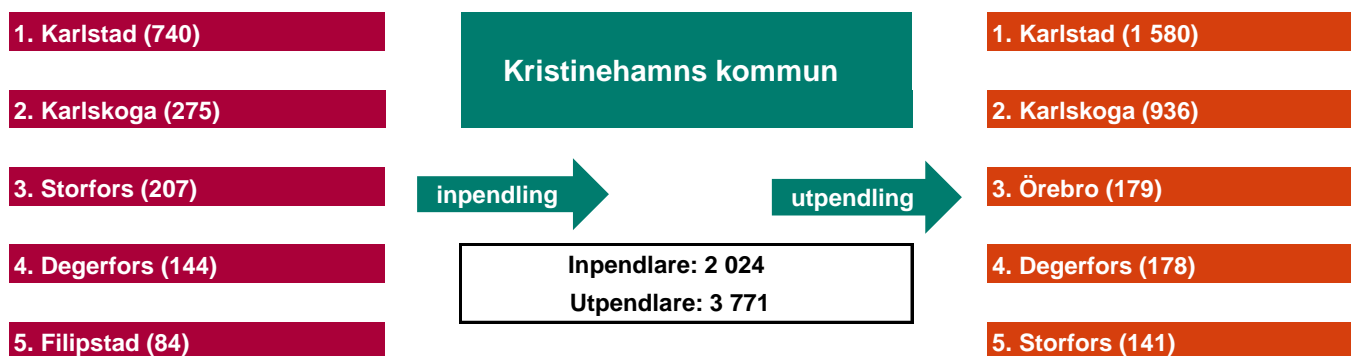 1. Karlstad (740)
2. Karlskoga (275)
3. Storfors (207)
4. Degerfors (144)
5. Filipstad (84)
Kristinehamns kommun
inpendling
utpendling
Inpendlare: 2 024
Utpendlare: 3 771
1. Karlstad (1 580)
2. Karlskoga (936)
3. Örebro (179)
4. Degerfors (178)
5. Storfors (141)